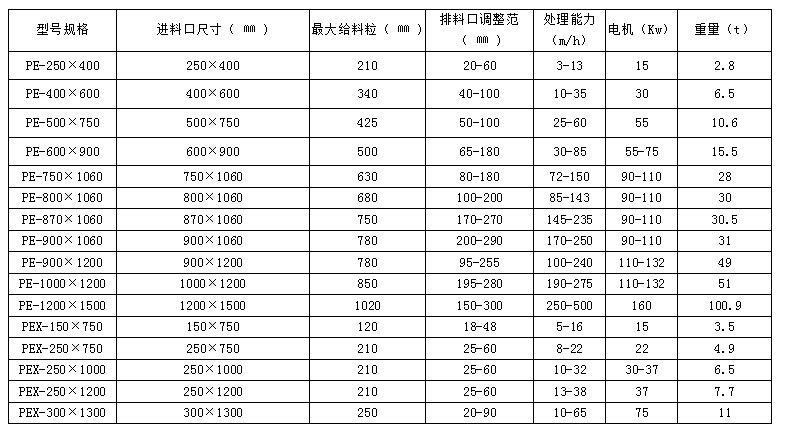 型号规格 进料口尺寸（㎜） 最大给料粒（㎜） 排料口调整范（㎜） 处理能力（m/h） 电机（Kw） 重量（t）
PE-250×400 250×400 210 20-60 3-13 15 2.8
PE-400×600 400×600 340 40-100 10-35 30 6.5
PE-500×750 500×750 425 50-100 25-60 55 10.6
PE-600×900 600×900 500 65-180 30-85 55-75 15.5
PE-750×1060 750×1060 630 80-180 72-150 90-110 28
PE-800×1060 800×1060 680 100-200 85-143 90-110 30
PE-870×1060 870×1060 750 170-270 145-235 90-110 30.5
PE-900×1060 900×1060 780 200-290 170-250 90-110 31
PE-900×1200 900×1200 780 95-255 100-240 110-132 49
PE-1000×1200 1000×1200 850 195-280 190-275 110-132 51
PE-1200×1500 1200×1500 1020 150-300 250-500 160 100.9
PEX-150×750 150×750 120 18-48 5-16 15 3.5
PEX-250×750 250×750 210 25-60 8-22 22 4.9
PEX-250×1000 250×1000 210 25-60 10-32 30-37 6.5
PEX-250×1200 250×1200 210 25-60 13-38 37 7.7
PEX-300×1300 300×1300 250 20-90 10-65 75 11